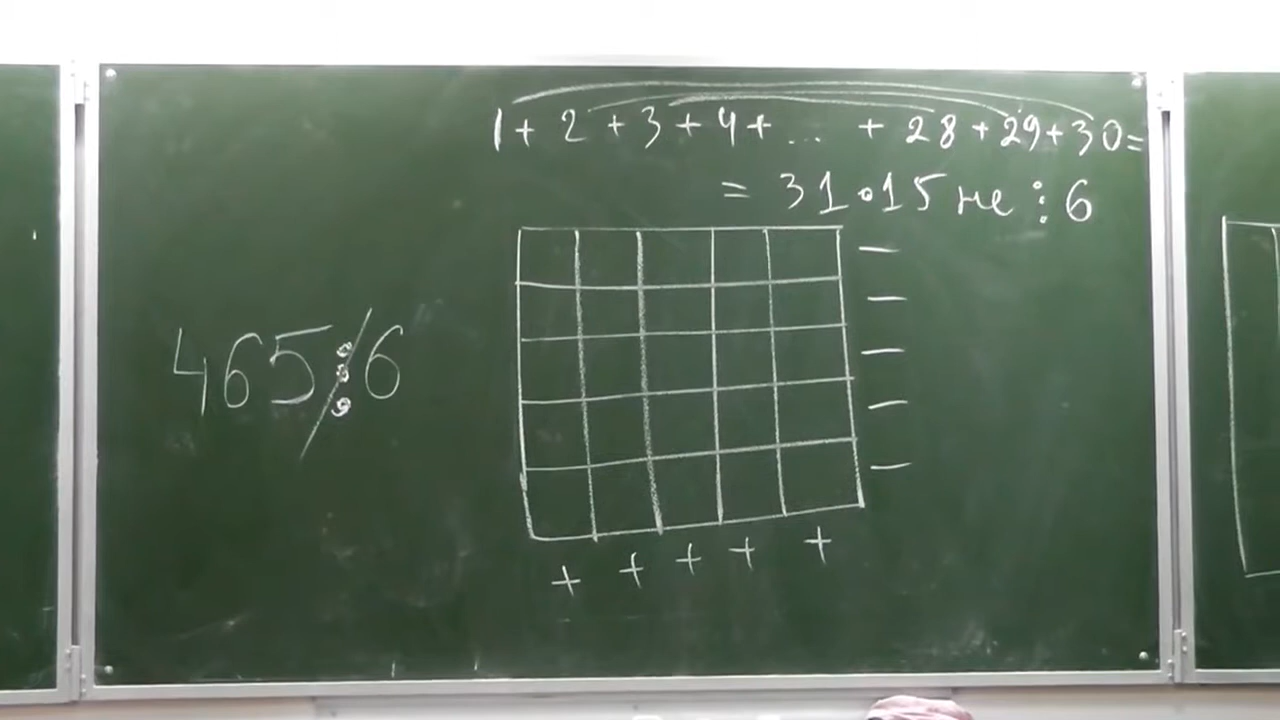 1 + 2 + 3 + 4 + ... + 28 + 29 + 30 =
= 31 · 15 не ⋮ 6
465 ⋮̸ 6
—
—
—
—
—
+ + + + +